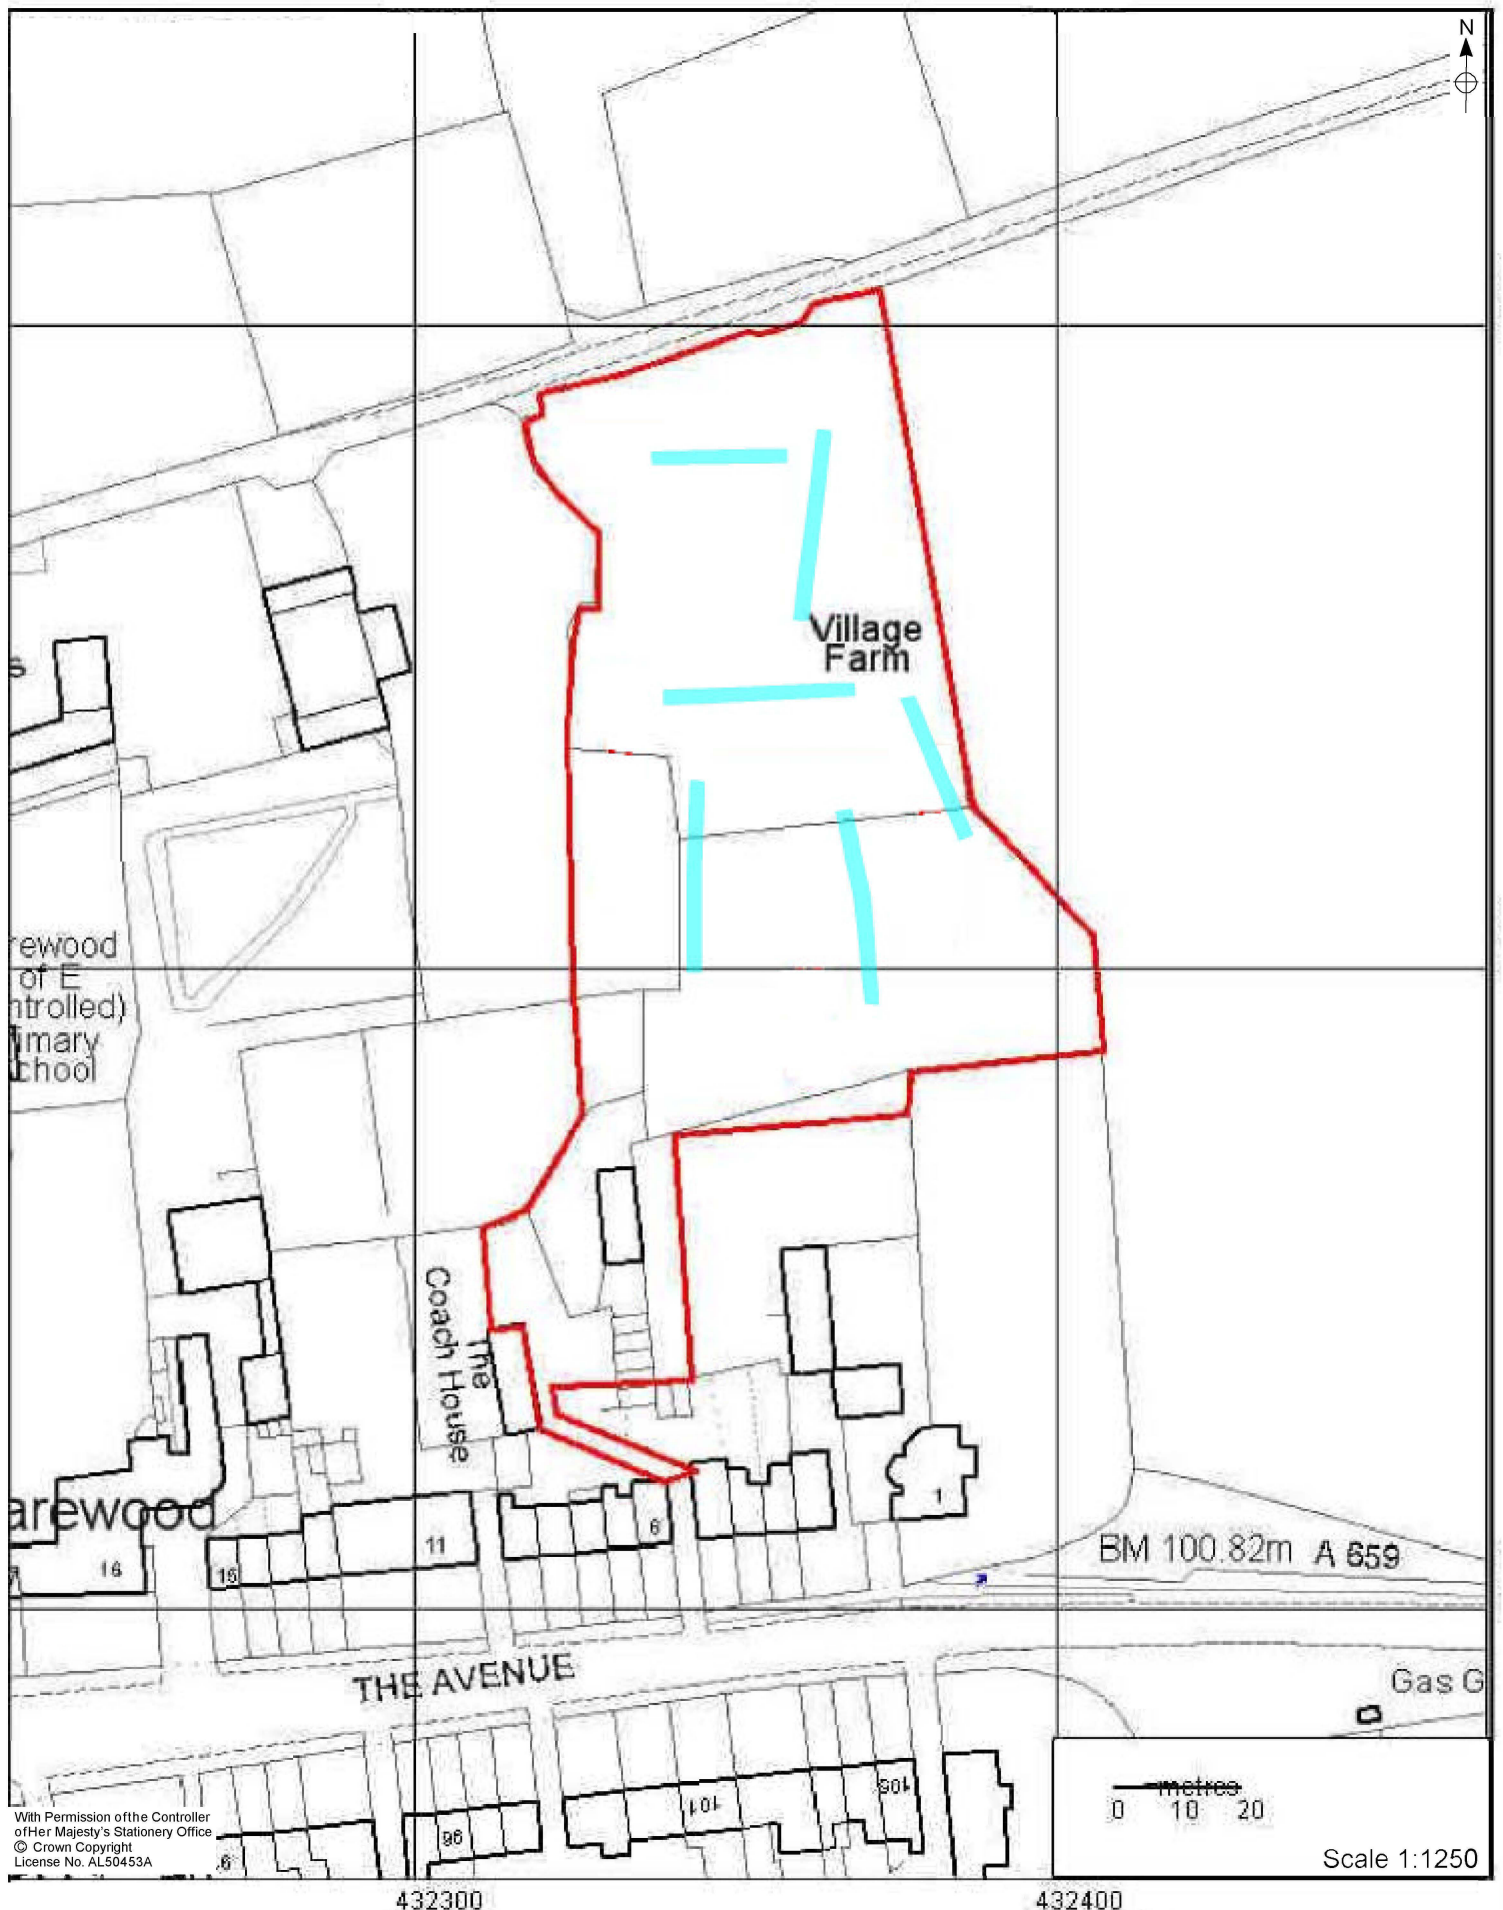 N
Village
Farm
s
rewood
of E
ntrolled)
imary
chool
The
Coach House
arewood
16
15
11
6
1
BM 100.82m
A 659
THE AVENUE
Gas G
96
101
105
metres
0 10 20
Scale 1:1250
With Permission of the Controller
of Her Majesty's Stationery Office
© Crown Copyright
License No. AL50453A
432300
432400